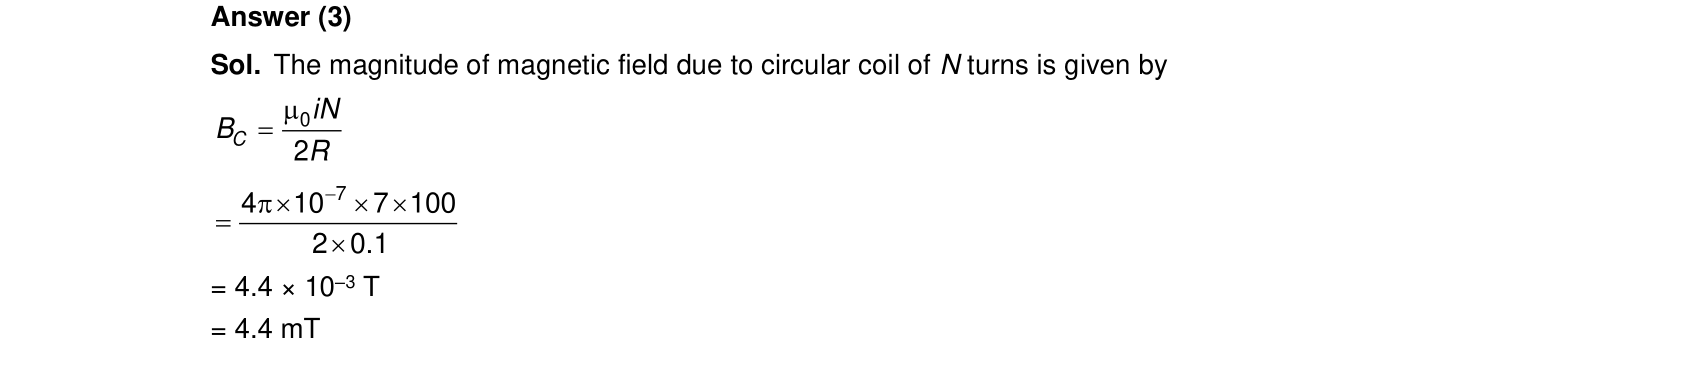 Answer (3)
Sol. The magnitude of magnetic field due to circular coil of N turns is given by
B_C = μ₀iN / 2R
= 4π×10⁻⁷ ×7×100 / 2×0.1
= 4.4 × 10⁻³ T
= 4.4 mT